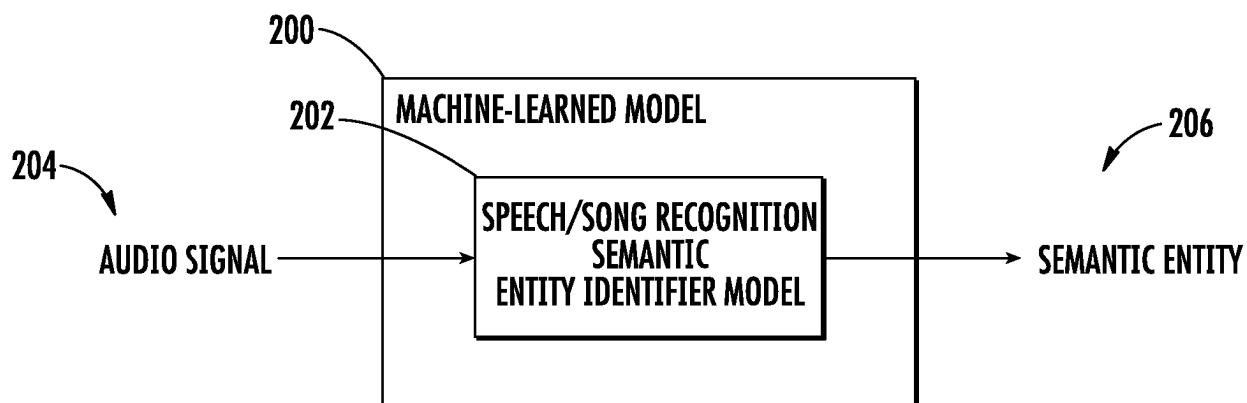 200
MACHINE-LEARNED MODEL
202
206
204
SPEECH/SONG RECOGNITION
SEMANTIC
ENTITY IDENTIFIER MODEL
AUDIO SIGNAL
SEMANTIC ENTITY